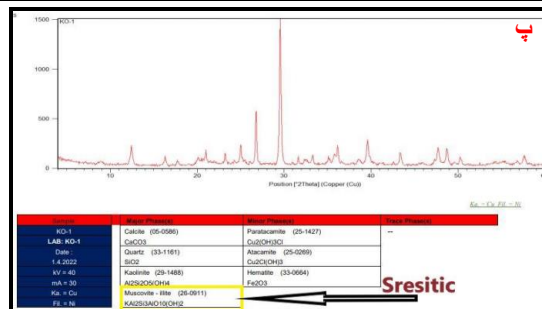 KO-1
پ
1500
1000
500
0
10
20
30
40
50
Position [°2Theta] (Copper (Cu)
Ka. = Cu Fil. = Ni
Major Phase(s) Minor Phase(s) Trace Phase(s)
KO-1 Calcite (05-0586) Paratacamite (25-1427) --
LAB: KO-1 CaCO3 Cu2(OH)3Cl
Date : Quartz (33-1161) Atacamite (25-0269)
1.4.2022 SiO2 Cu2Cl(OH)3
kV = 40 Kaolinite (29-1488) Hematite (33-0664)
mA = 30 Al2Si2O5(OH)4 Fe2O3
Ka. = Cu Muscovite - illite (26-0911)
Fil. = Ni KAl2Si3AlO10(OH)2
Sresitic